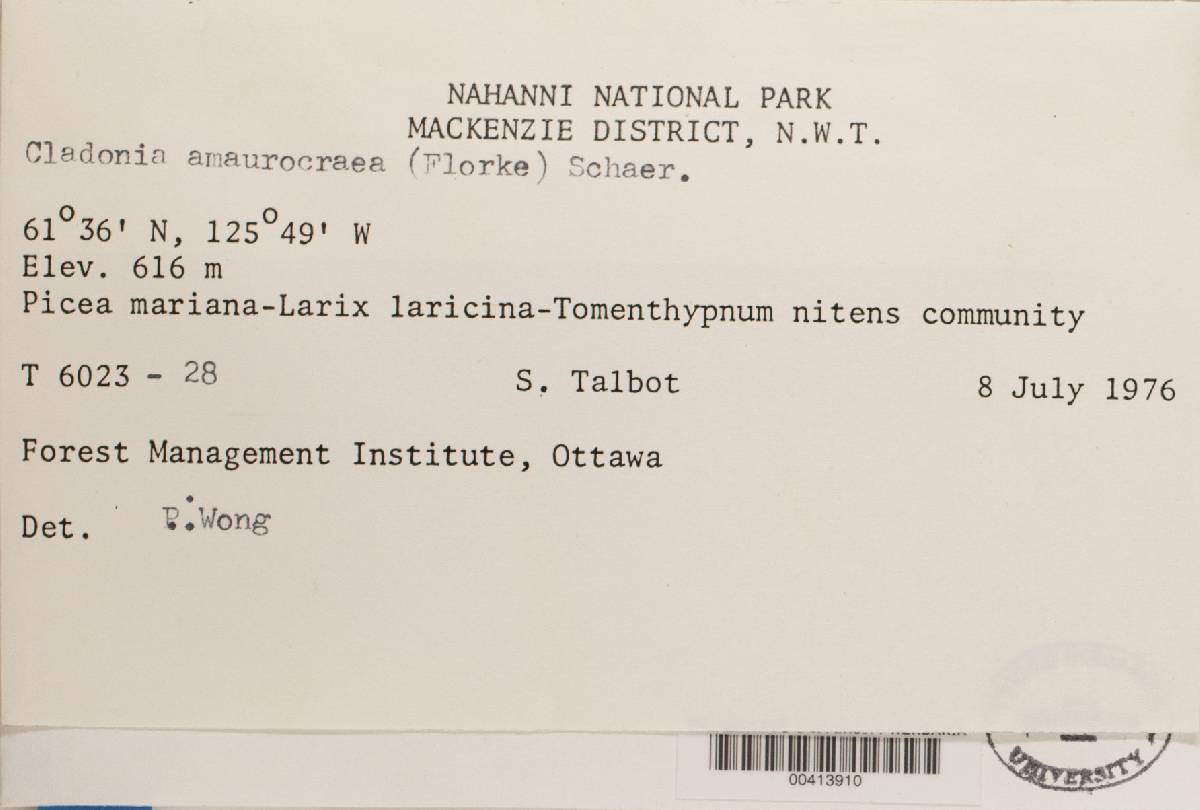 NAHANNI NATIONAL PARK
MACKENZIE DISTRICT, N.W.T.
Cladonia amaurocraea (Florke) Schaer.
61°36' N, 125°49' W
Elev. 616 m
Picea mariana-Larix laricina-Tomenthypnum nitens community
T 6023 - 28 S. Talbot 8 July 1976
Forest Management Institute, Ottawa
Det. P. Wong
00413910
UNIVERSITY